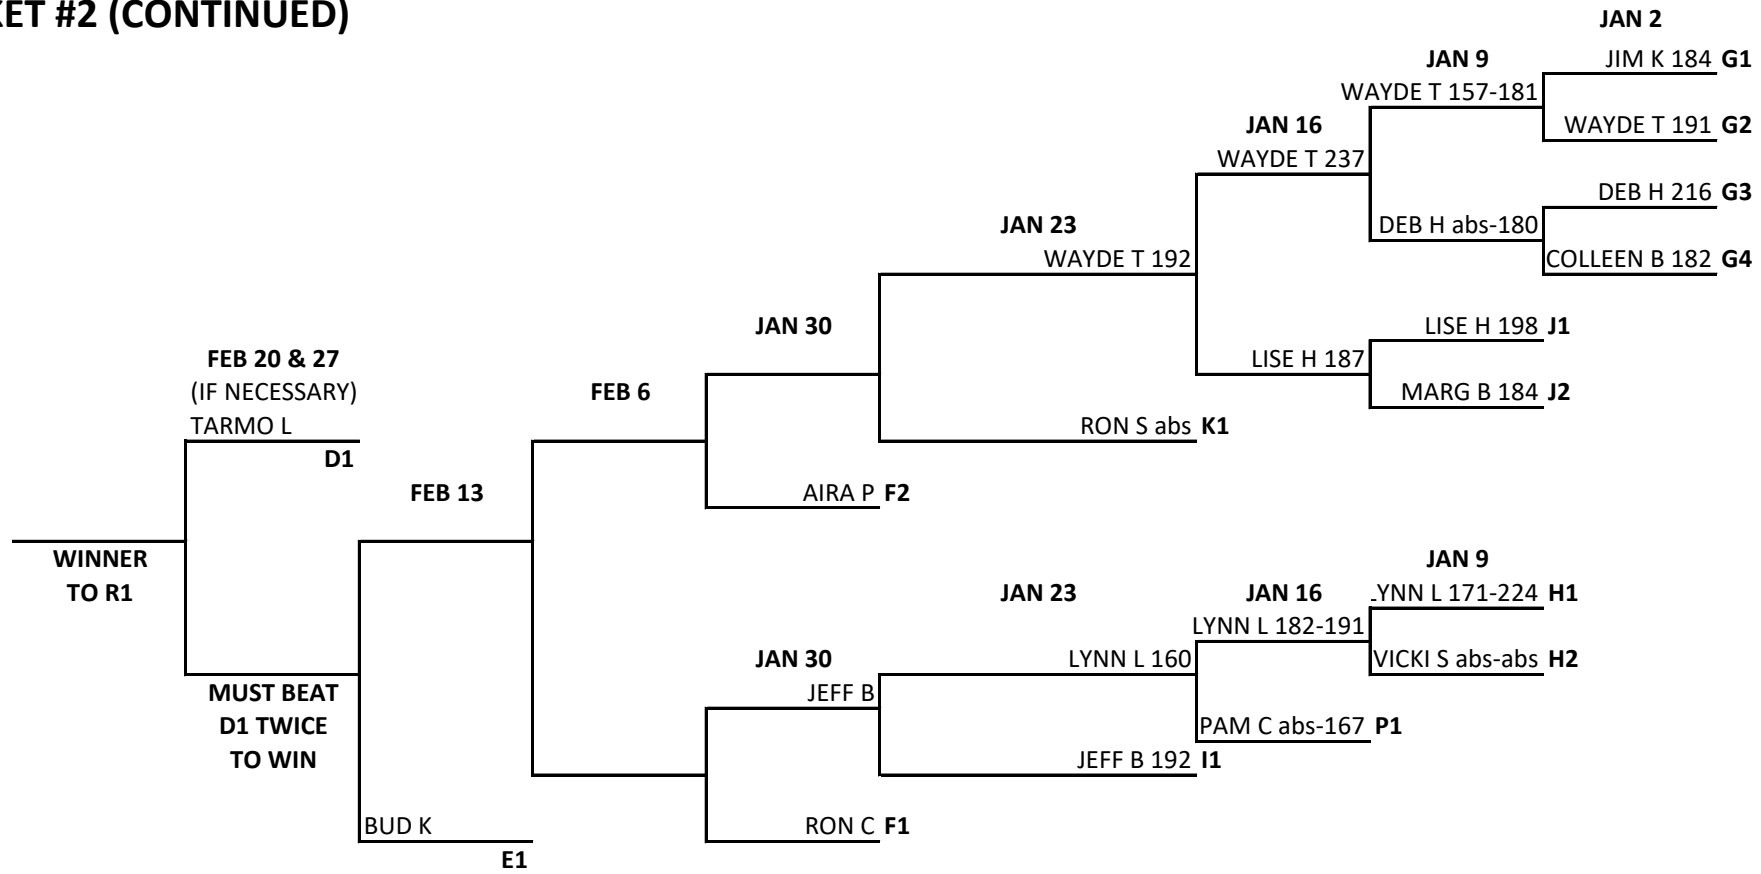 KET #2 (CONTINUED)
JAN 2
JAN 9
JIM K 184 G1
WAYDE T 157-181
JAN 16
WAYDE T 191 G2
WAYDE T 237
DEB H 216 G3
JAN 23
DEB H abs-180
WAYDE T 192
COLLEEN B 182 G4
JAN 30
LISE H 198 J1
FEB 20 & 27
LISE H 187
(IF NECESSARY)
FEB 6
MARG B 184 J2
TARMO L
RON S abs K1
D1
FEB 13
AIRA P F2
WINNER
JAN 9
TO R1
JAN 23
JAN 16
LYNN L 171-224 H1
LYNN L 182-191
JAN 30
LYNN L 160
VICKI S abs-abs H2
MUST BEAT
JEFF B
D1 TWICE
PAM C abs-167 P1
TO WIN
JEFF B 192 I1
BUD K
RON C F1
E1